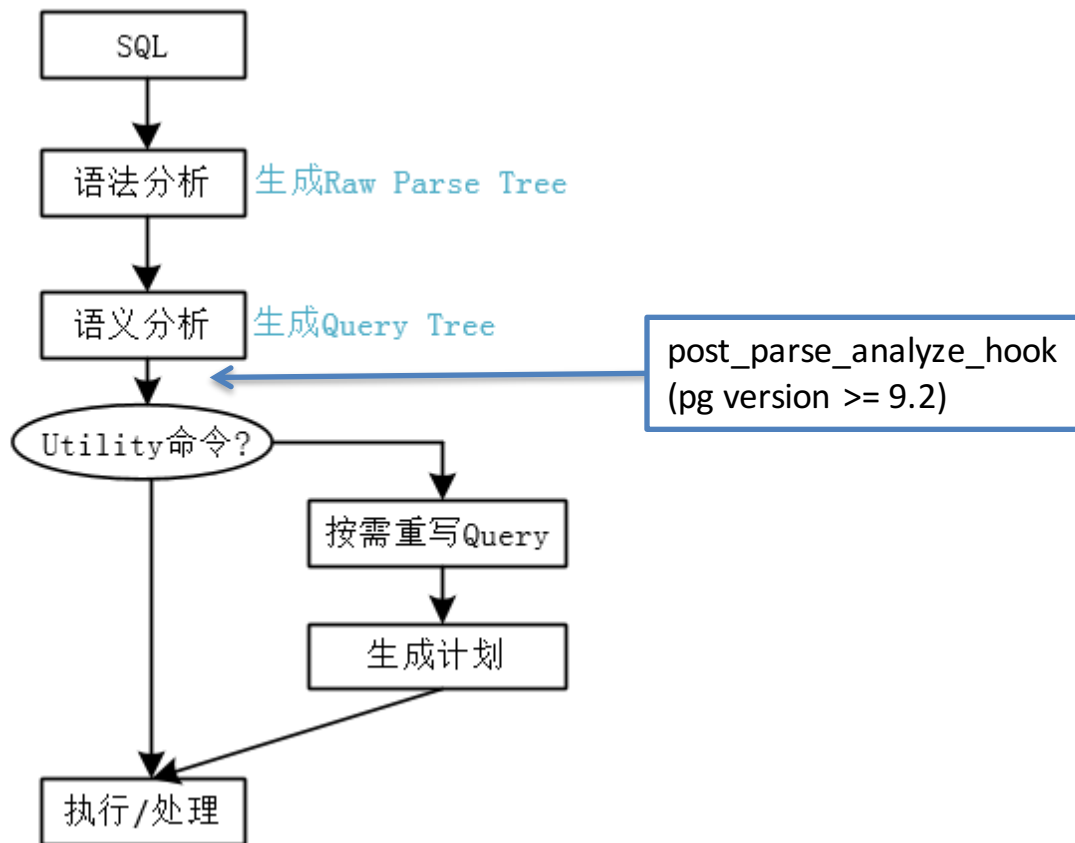 SQL
语法分析
生成Raw Parse Tree
语义分析
生成Query Tree
post_parse_analyze_hook
(pg version >= 9.2)
Utility命令?
按需重写Query
生成计划
执行/处理